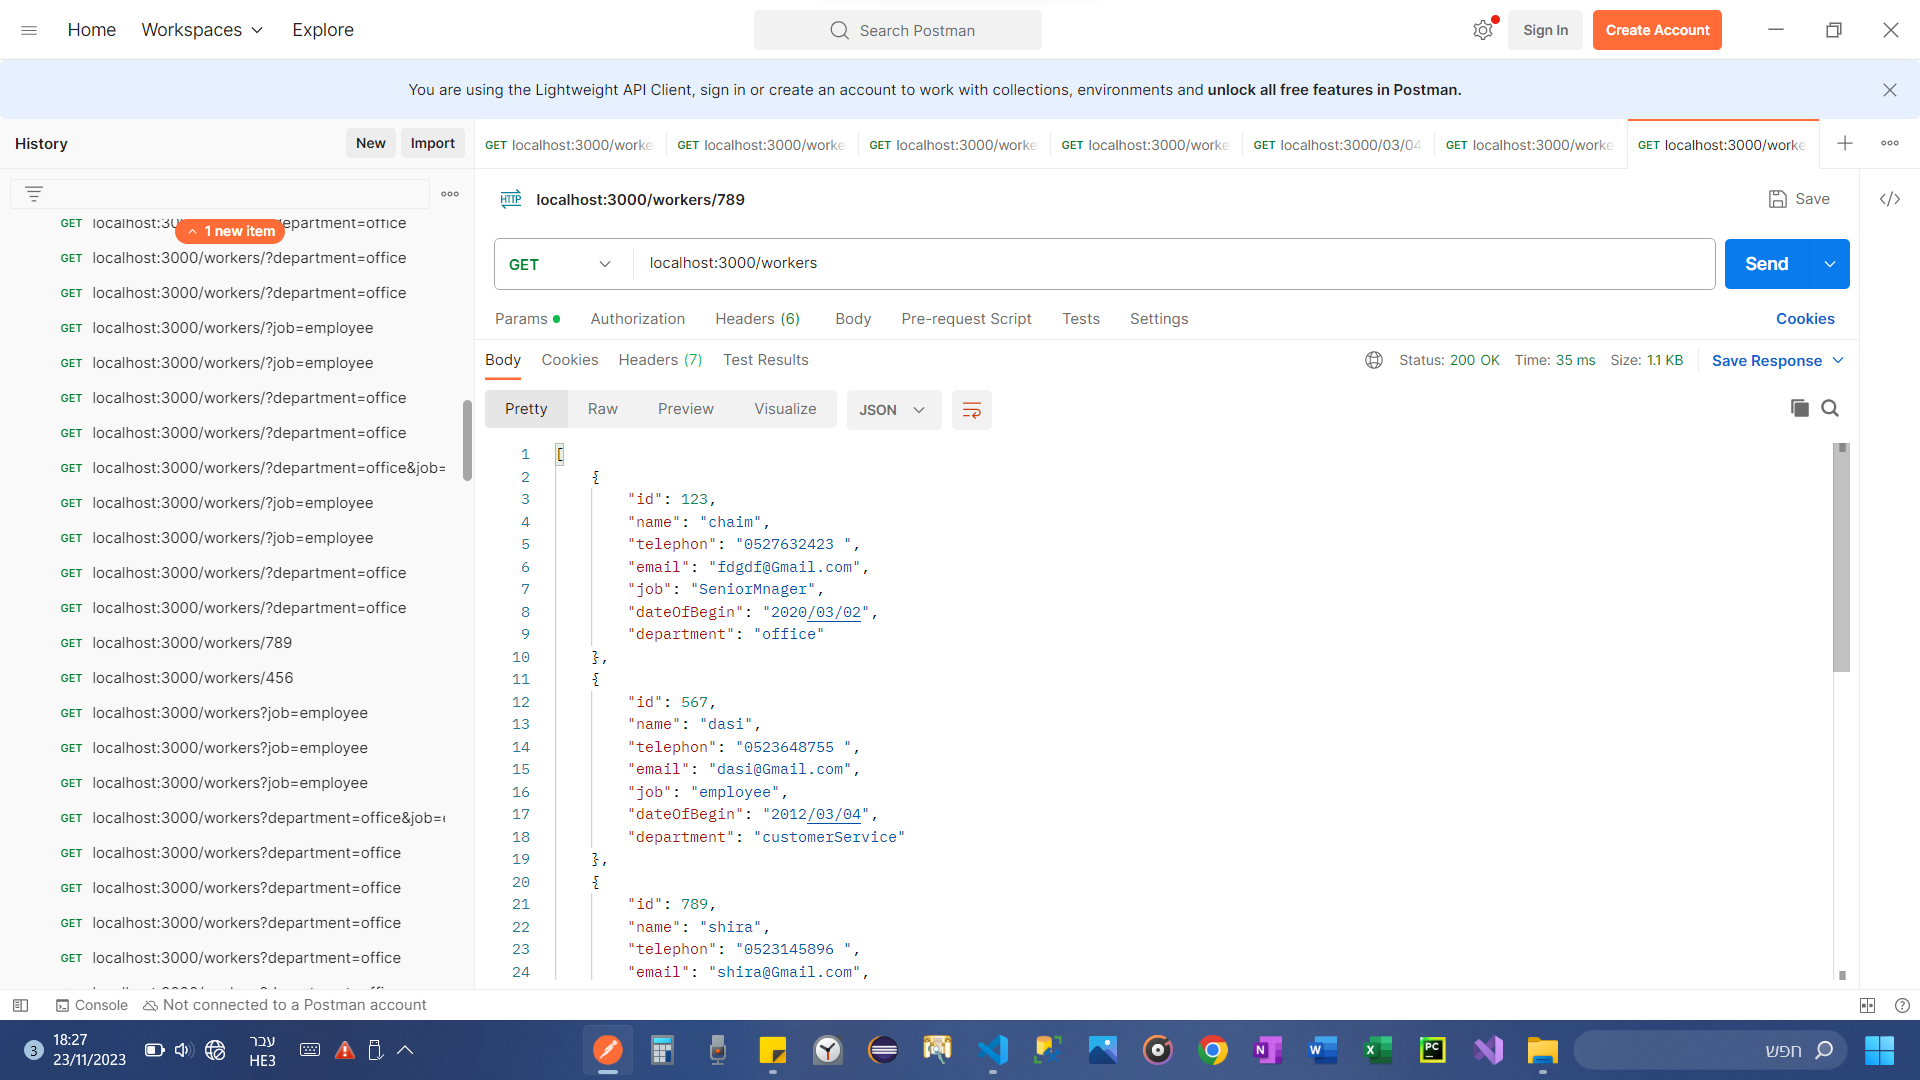 Home
Workspaces
Explore
Search Postman
Sign In
Create Account
You are using the Lightweight API Client, sign in or create an account to work with collections, environments and unlock all free features in Postman.
History
New
Import
GET localhost:3000/worke
GET localhost:3000/worke
GET localhost:3000/worke
GET localhost:3000/worke
GET localhost:3000/03/04
GET localhost:3000/worke
GET localhost:3000/worke
1 new item
GET localhost:3000/workers/?department=office
GET localhost:3000/workers/?department=office
GET localhost:3000/workers/?job=employee
GET localhost:3000/workers/?job=employee
GET localhost:3000/workers/?department=office
GET localhost:3000/workers/?department=office
GET localhost:3000/workers/?department=office&job=
GET localhost:3000/workers/?job=employee
GET localhost:3000/workers/?job=employee
GET localhost:3000/workers/?department=office
GET localhost:3000/workers/?department=office
GET localhost:3000/workers/789
GET localhost:3000/workers/456
GET localhost:3000/workers?job=employee
GET localhost:3000/workers?job=employee
GET localhost:3000/workers?job=employee
GET localhost:3000/workers?department=office&job=
GET localhost:3000/workers?department=office
GET localhost:3000/workers?department=office
GET localhost:3000/workers?department=office
GET localhost:3000/workers?department=office
HTTP
localhost:3000/workers/789
Save
GET
localhost:3000/workers
Send
Params
Authorization
Headers (6)
Body
Pre-request Script
Tests
Settings
Cookies
Body
Cookies
Headers (7)
Test Results
Status: 200 OK
Time: 35 ms
Size: 1.1 KB
Save Response
Pretty
Raw
Preview
Visualize
JSON
1 [
2 {
3 "id": 123,
4 "name": "chaim",
5 "telephon": "0527632423 ",
6 "email": "fdgdf@Gmail.com",
7 "job": "SeniorMnager",
8 "dateOfBegin": "2020/03/02",
9 "department": "office"
10 },
11 {
12 "id": 567,
13 "name": "dasi",
14 "telephon": "0523648755 ",
15 "email": "dasi@Gmail.com",
16 "job": "employee",
17 "dateOfBegin": "2012/03/04",
18 "department": "customerService"
19 },
20 {
21 "id": 789,
22 "name": "shira",
23 "telephon": "0523145896 ",
24 "email": "shira@Gmail.com",
Console
Not connected to a Postman account
3
18:27
23/11/2023
עבר
HE3
PC
חפש